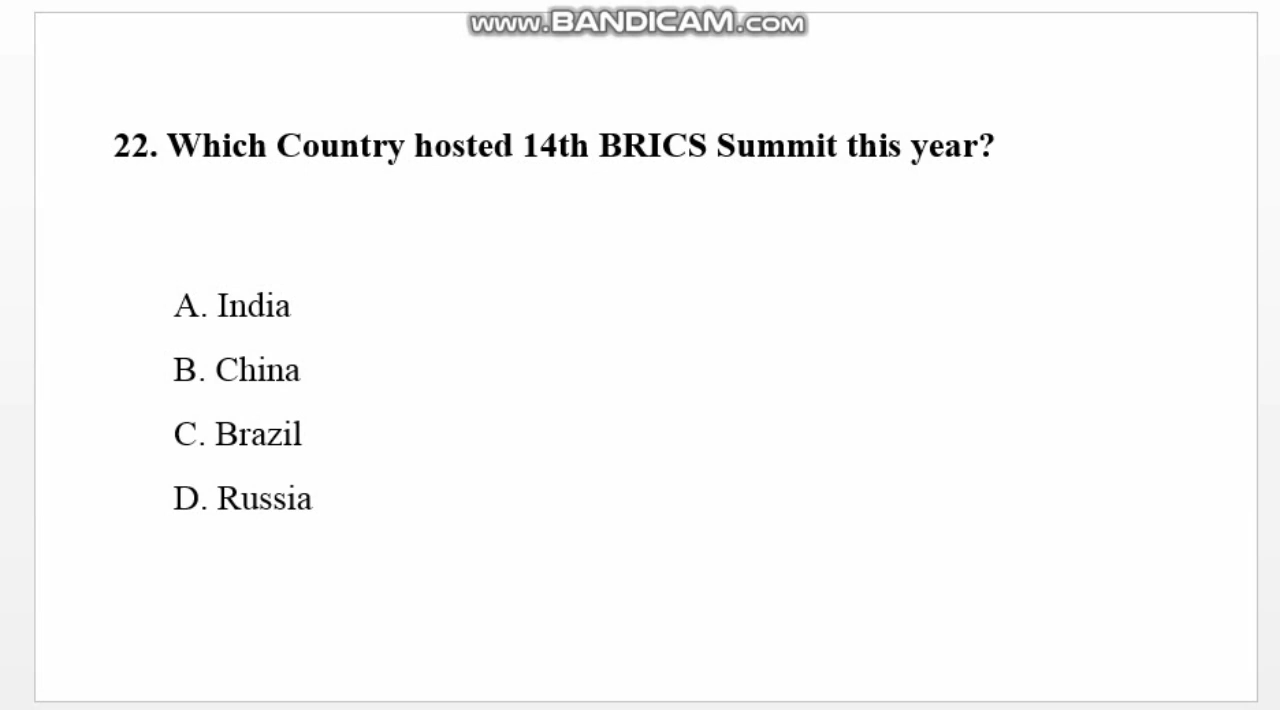 www.BANDICAM.com
22. Which Country hosted 14th BRICS Summit this year?
A. India
B. China
C. Brazil
D. Russia